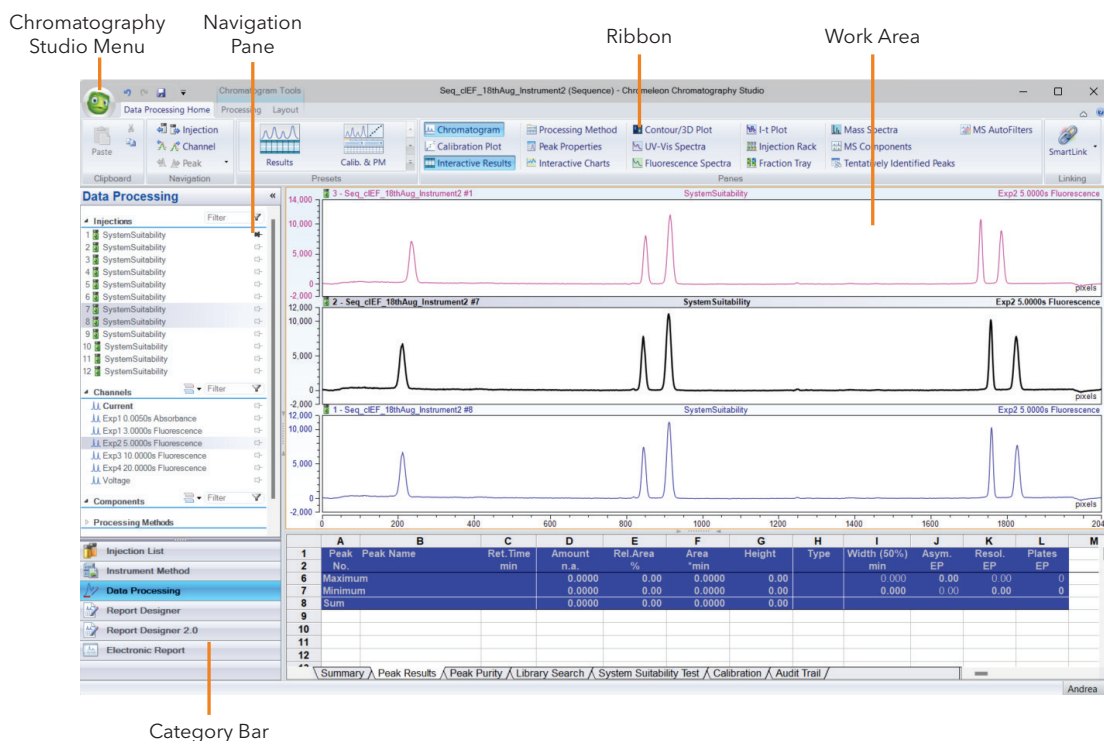 Chromatography
Studio Menu
Navigation
Pane
Ribbon
Work Area
Chromatogram Tools
Seq_cIEF_18thAug_Instrument2 (Sequence) - Chromeleon Chromatography Studio
Data Processing Home
Processing
Layout
Paste
Injection
Channel
Peak
Results
Calib. & PM
Chromatogram
Calibration Plot
Interactive Results
Processing Method
Peak Properties
Interactive Charts
Contour/3D Plot
UV-Vis Spectra
Fluorescence Spectra
I-t Plot
Injection Rack
Fraction Tray
Mass Spectra
MS Components
Tentatively Identified Peaks
MS AutoFilters
SmartLink
Clipboard
Navigation
Presets
Panes
Linking
Data Processing «
Injections Filter
1 SystemSuitability
2 SystemSuitability
3 SystemSuitability
4 SystemSuitability
5 SystemSuitability
6 SystemSuitability
7 SystemSuitability
8 SystemSuitability
9 SystemSuitability
10 SystemSuitability
11 SystemSuitability
12 SystemSuitability
Channels Filter
Current
Exp1 0.0050s Absorbance
Exp1 3.0000s Fluorescence
Exp2 5.0000s Fluorescence
Exp3 10.0000s Fluorescence
Exp4 20.0000s Fluorescence
Voltage
Components Filter
Processing Methods
Injection List
Instrument Method
Data Processing
Report Designer
Report Designer 2.0
Electronic Report
3 - Seq_cIEF_18thAug_Instrument2 #1 SystemSuitability Exp2 5.0000s Fluorescence
14,000
10,000
5,000
0
-2,000
pixels
2 - Seq_cIEF_18thAug_Instrument2 #7 SystemSuitability Exp2 5.0000s Fluorescence
12,000
10,000
5,000
0
-2,000
pixels
1 - Seq_cIEF_18thAug_Instrument2 #8 SystemSuitability Exp2 5.0000s Fluorescence
12,000
10,000
5,000
0
-2,000
pixels
0 200 400 600 800 1000 1200 1400 1600 1800 204
A B C D E F G H I J K L M
1 Peak Peak Name Ret.Time Amount Rel.Area Area Height Type Width (50%) Asym. Resol. Plates
2 No. min n.a. % *min min EP EP EP
6 Maximum 0.0000 0.00 0.0000 0.00 0.000 0.00 0.00 0
7 Minimum 0.0000 0.00 0.0000 0.00 0.000 0.00 0.00 0
8 Sum 0.0000 0.00 0.0000 0.00
9
10
11
12
Summary Peak Results Peak Purity Library Search System Suitability Test Calibration Audit Trail
Andrea
Category Bar